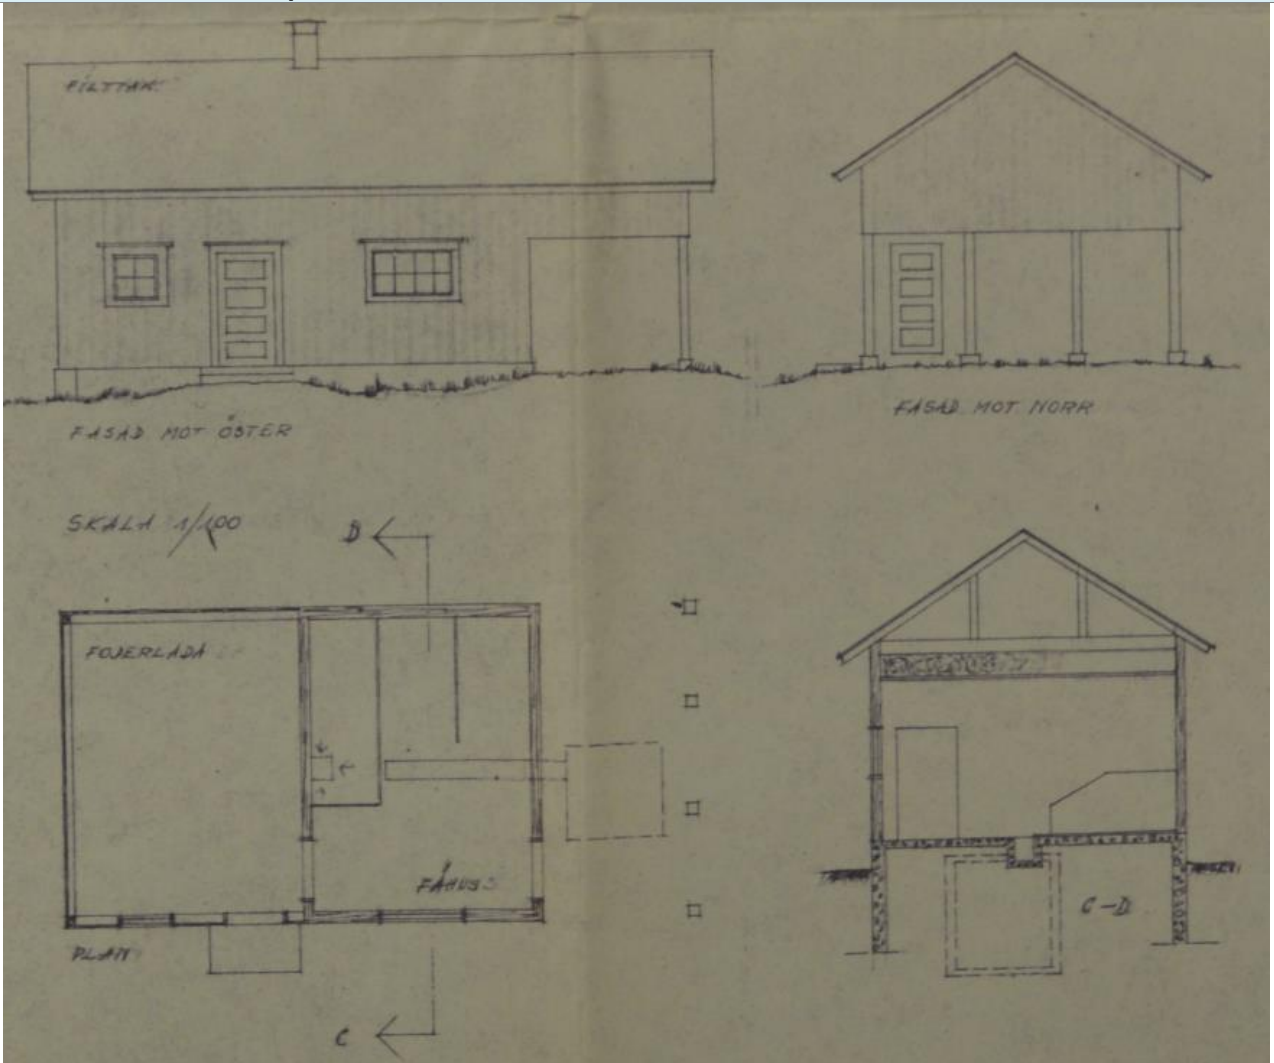 FILTTAK
FASAD MOT ÖSTER
FASAD MOT NORR
SKALA 1/100
D
FODERLADA
FÄHUS
C-D
PLAN
C